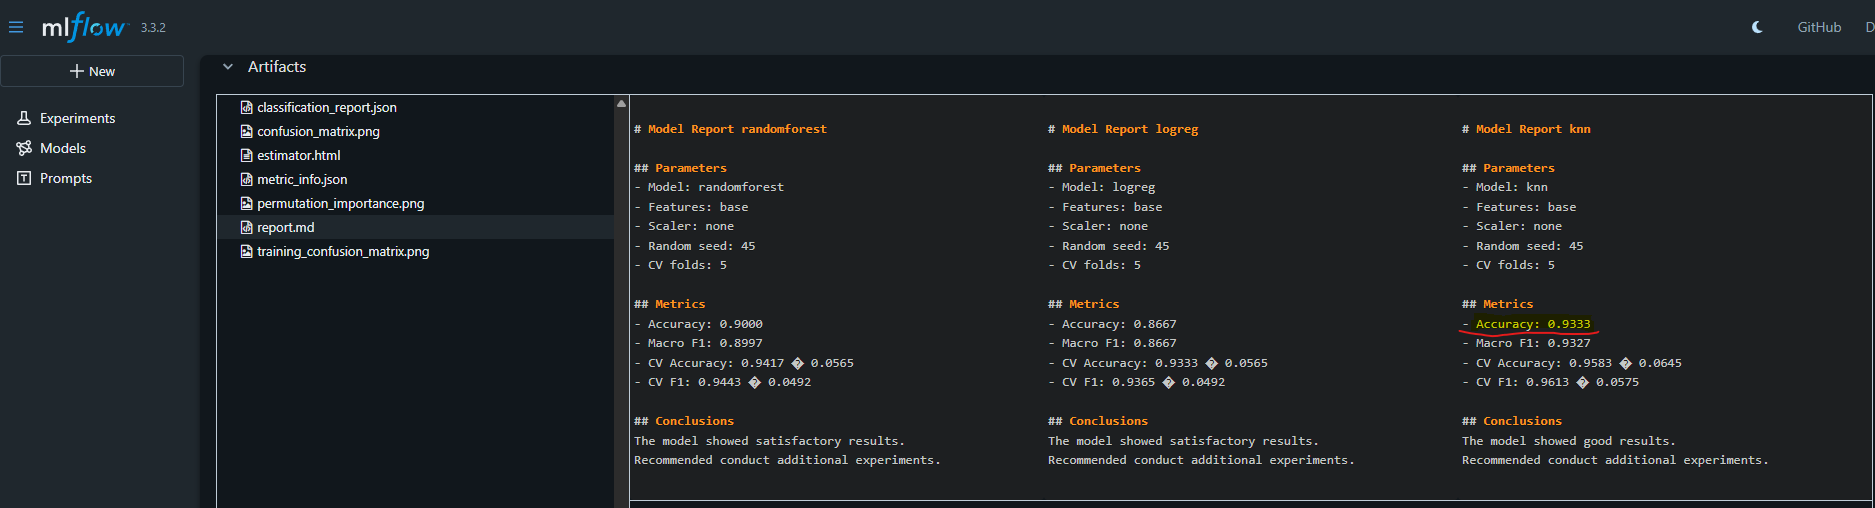 mlflow 3.3.2
GitHub
D
+ New
Experiments
Models
Prompts
Artifacts
classification_report.json
confusion_matrix.png
estimator.html
metric_info.json
permutation_importance.png
report.md
training_confusion_matrix.png
# Model Report randomforest
## Parameters
- Model: randomforest
- Features: base
- Scaler: none
- Random seed: 45
- CV folds: 5
## Metrics
- Accuracy: 0.9000
- Macro F1: 0.8997
- CV Accuracy: 0.9417 � 0.0565
- CV F1: 0.9443 � 0.0492
## Conclusions
The model showed satisfactory results.
Recommended conduct additional experiments.
# Model Report logreg
## Parameters
- Model: logreg
- Features: base
- Scaler: none
- Random seed: 45
- CV folds: 5
## Metrics
- Accuracy: 0.8667
- Macro F1: 0.8667
- CV Accuracy: 0.9333 � 0.0565
- CV F1: 0.9365 � 0.0492
## Conclusions
The model showed satisfactory results.
Recommended conduct additional experiments.
# Model Report knn
## Parameters
- Model: knn
- Features: base
- Scaler: none
- Random seed: 45
- CV folds: 5
## Metrics
- Accuracy: 0.9333
- Macro F1: 0.9327
- CV Accuracy: 0.9583 � 0.0645
- CV F1: 0.9613 � 0.0575
## Conclusions
The model showed good results.
Recommended conduct additional experiments.